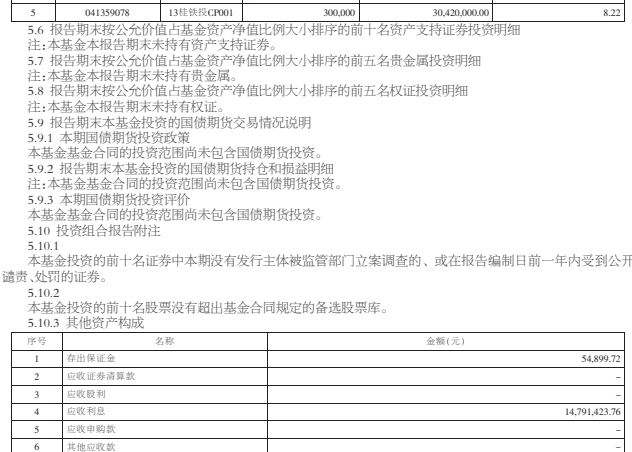 5 041359078 13桂铁投CP001 300,000 30,420,000.00 8.22
5.6 报告期末按公允价值占基金资产净值比例大小排序的前十名资产支持证券投资明细
注:本基金本报告期末未持有资产支持证券。
5.7 报告期末按公允价值占基金资产净值比例大小排序的前五名贵金属投资明细
注:本基金本报告期末未持有贵金属。
5.8 报告期末按公允价值占基金资产净值比例大小排序的前五名权证投资明细
注:本基金本报告期末未持有权证。
5.9 报告期末本基金投资的国债期货交易情况说明
5.9.1 本期国债期货投资政策
本基金基金合同的投资范围尚未包含国债期货投资。
5.9.2 报告期末本基金投资的国债期货持仓和损益明细
注:本基金基金合同的投资范围尚未包含国债期货投资。
5.9.3 本期国债期货投资评价
本基金基金合同的投资范围尚未包含国债期货投资。
5.10 投资组合报告附注
5.10.1
本基金投资的前十名证券中本期没有发行主体被监管部门立案调查的、或在报告编制日前一年内受到公开
谴责、处罚的证券。
5.10.2
本基金投资的前十名股票没有超出基金合同规定的备选股票库。
5.10.3 其他资产构成
序号 名称 金额(元)
1 存出保证金 54,899.72
2 应收证券清算款 –
3 应收股利 –
4 应收利息 14,791,423.76
5 应收申购款 –
6 其他应收款 –